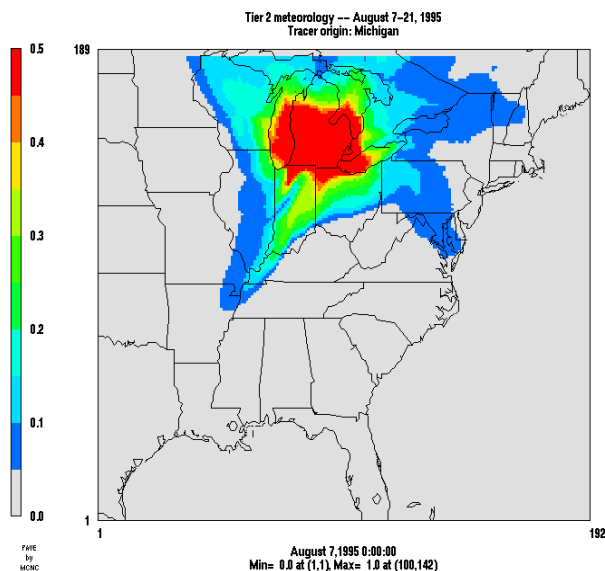 Tier 2 meteorology -- August 7-21, 1995
Tracer origin: Michigan
0.5
0.4
0.3
0.2
0.1
0.0
189
1
1
192
PAVE
by
MCNC
August 7,1995 0:00:00
Min= 0.0 at (1,1), Max= 1.0 at (100,142)